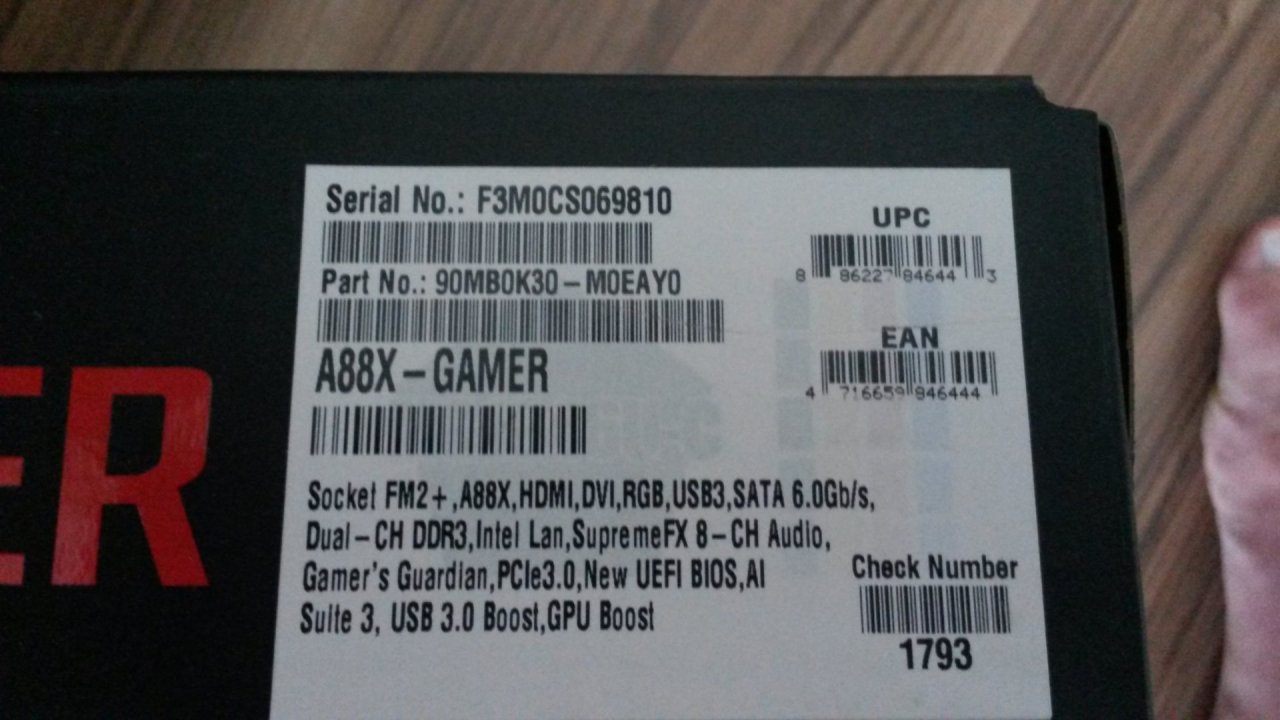 Serial No.: F3M0CS069810
Part No.: 90MB0K30-M0EAY0
A88X-GAMER
UPC
8 86227 84644 3
EAN
4 716659 846444
ER
Socket FM2+,A88X,HDMI,DVI,RGB,USB3,SATA 6.0Gb/s,
Dual-CH DDR3,Intel Lan,SupremeFX 8-CH Audio,
Gamer's Guardian,PCIe3.0,New UEFI BIOS,AI
Suite 3, USB 3.0 Boost,GPU Boost
Check Number
1793